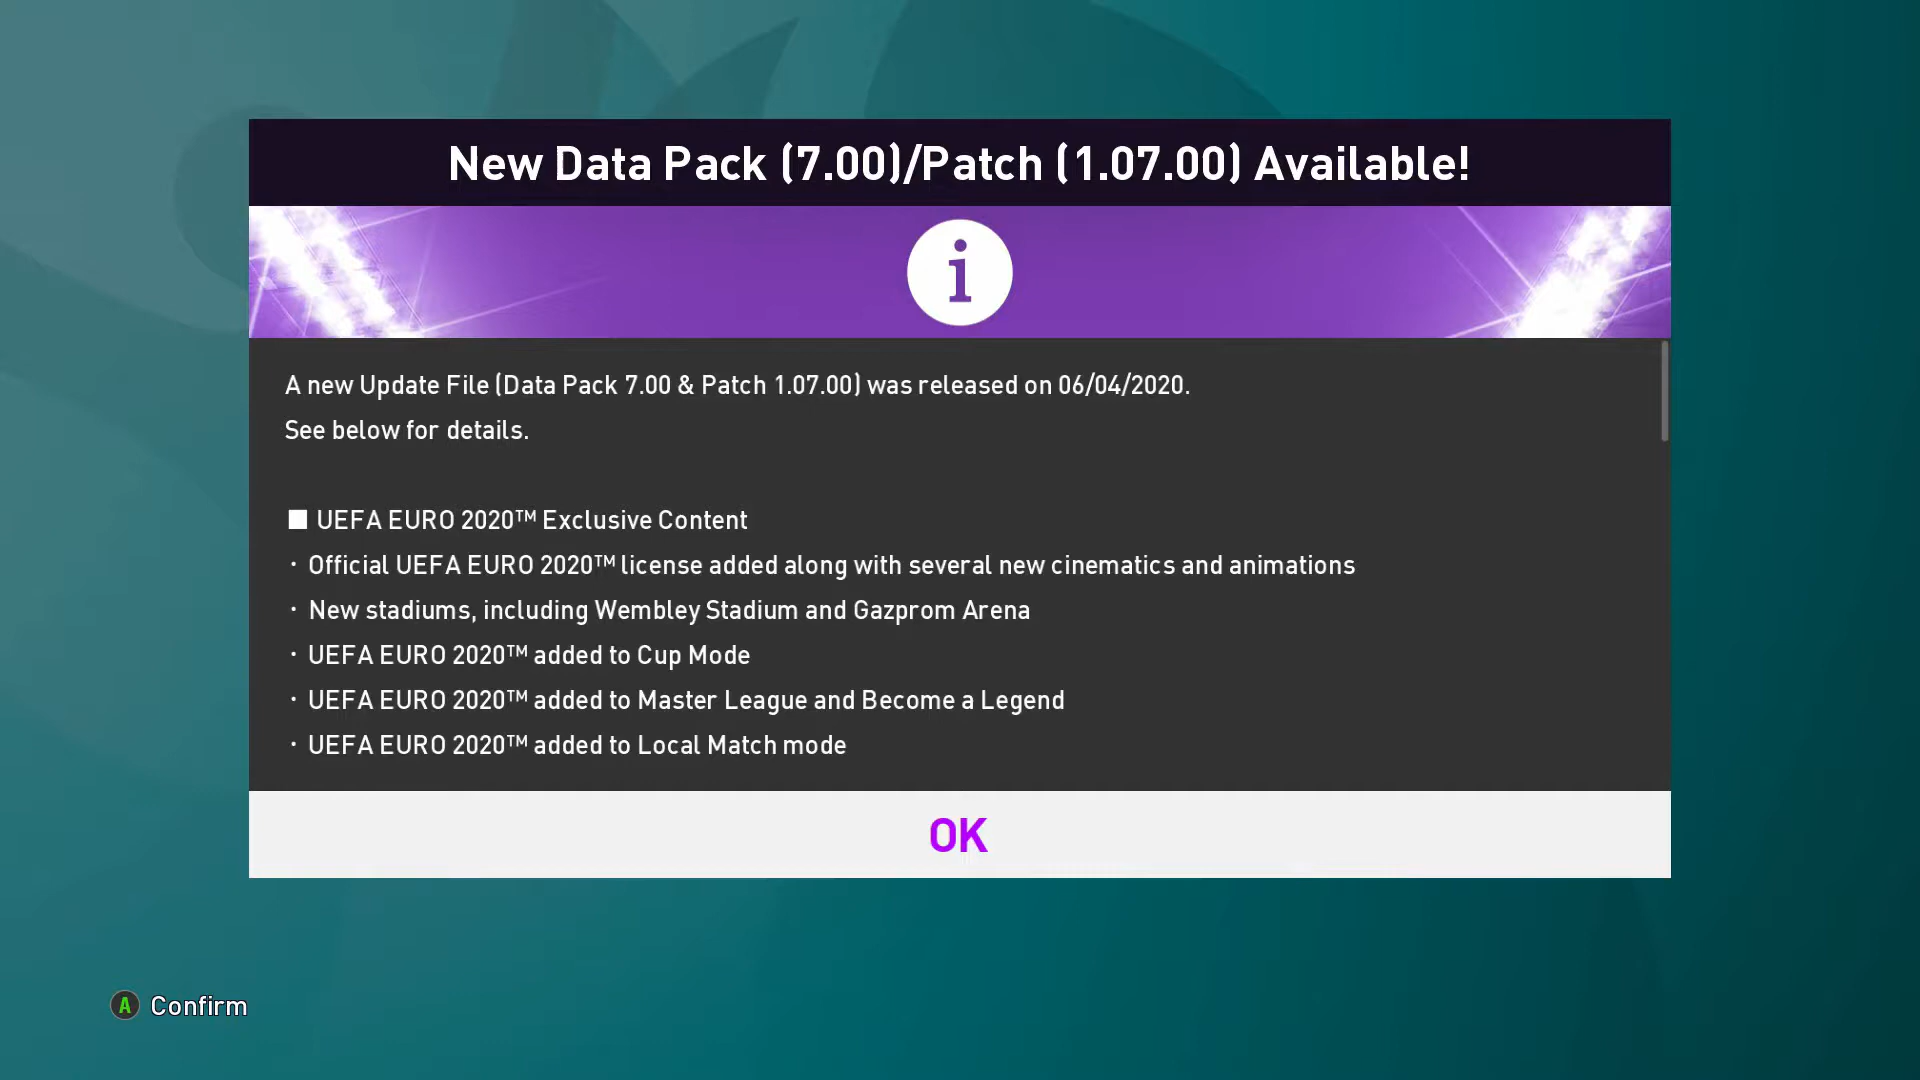 New Data Pack (7.00)/Patch (1.07.00) Available!
i
A new Update File (Data Pack 7.00 & Patch 1.07.00) was released on 06/04/2020.
See below for details.
■ UEFA EURO 2020™ Exclusive Content
・Official UEFA EURO 2020™ license added along with several new cinematics and animations
・New stadiums, including Wembley Stadium and Gazprom Arena
・UEFA EURO 2020™ added to Cup Mode
・UEFA EURO 2020™ added to Master League and Become a Legend
・UEFA EURO 2020™ added to Local Match mode
OK
A Confirm